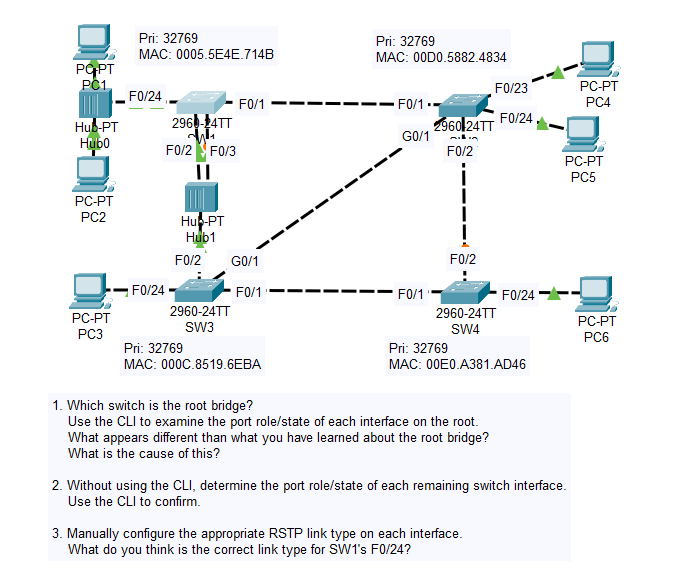 Pri: 32769
MAC: 0005.5E4E.714B
Pri: 32769
MAC: 00D0.5882.4834
PC-PT
PC1
F0/24
F0/1
F0/1
F0/23
PC-PT
PC4
Hub-PT
Hub0
2960-24TT
F0/2
F0/3
G0/1
2960-24TT
F0/24
F0/2
PC-PT
PC5
PC-PT
PC2
Hub-PT
Hub1
F0/2
G0/1
F0/2
F0/24
F0/1
F0/1
F0/24
PC-PT
PC3
2960-24TT
SW3
2960-24TT
SW4
PC-PT
PC6
Pri: 32769
MAC: 000C.8519.6EBA
Pri: 32769
MAC: 00E0.A381.AD46
1. Which switch is the root bridge?
Use the CLI to examine the port role/state of each interface on the root.
What appears different than what you have learned about the root bridge?
What is the cause of this?
2. Without using the CLI, determine the port role/state of each remaining switch interface.
Use the CLI to confirm.
3. Manually configure the appropriate RSTP link type on each interface.
What do you think is the correct link type for SW1's F0/24?